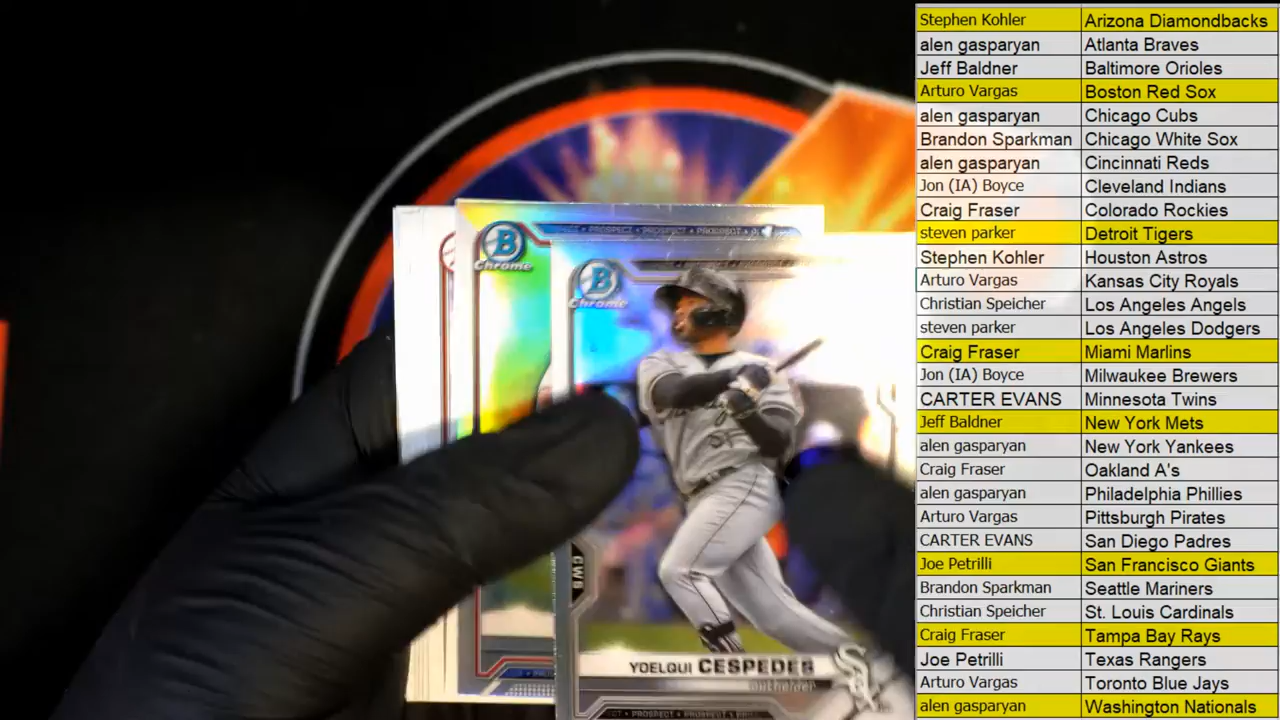 Stephen Kohler Arizona Diamondbacks
alen gasparyan Atlanta Braves
Jeff Baldner Baltimore Orioles
Arturo Vargas Boston Red Sox
alen gasparyan Chicago Cubs
Brandon Sparkman Chicago White Sox
alen gasparyan Cincinnati Reds
Jon (IA) Boyce Cleveland Indians
Craig Fraser Colorado Rockies
steven parker Detroit Tigers
Stephen Kohler Houston Astros
Arturo Vargas Kansas City Royals
Christian Speicher Los Angeles Angels
steven parker Los Angeles Dodgers
Craig Fraser Miami Marlins
Jon (IA) Boyce Milwaukee Brewers
CARTER EVANS Minnesota Twins
Jeff Baldner New York Mets
alen gasparyan New York Yankees
Craig Fraser Oakland A's
alen gasparyan Philadelphia Phillies
Arturo Vargas Pittsburgh Pirates
CARTER EVANS San Diego Padres
Joe Petrilli San Francisco Giants
Brandon Sparkman Seattle Mariners
Christian Speicher St. Louis Cardinals
Craig Fraser Tampa Bay Rays
Joe Petrilli Texas Rangers
Arturo Vargas Toronto Blue Jays
alen gasparyan Washington Nationals
PROSPECT • PROSPECT • PROSPECT
B Chrome
B Chrome
CWS
YOELQUI CESPEDES
outfielder
PROSPECT • PROSPECT